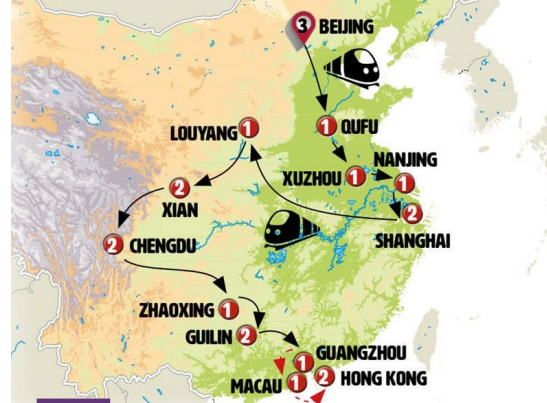 3 BEIJING
1 QUFU
LOUYANG 1
NANJING
XUZHOU 1
1
2
XIAN
2
SHANGHAI
2 CHENGDU
ZHAOXING 1
GUILIN 2
GUANGZHOU
1
MACAU 1
2 HONG KONG